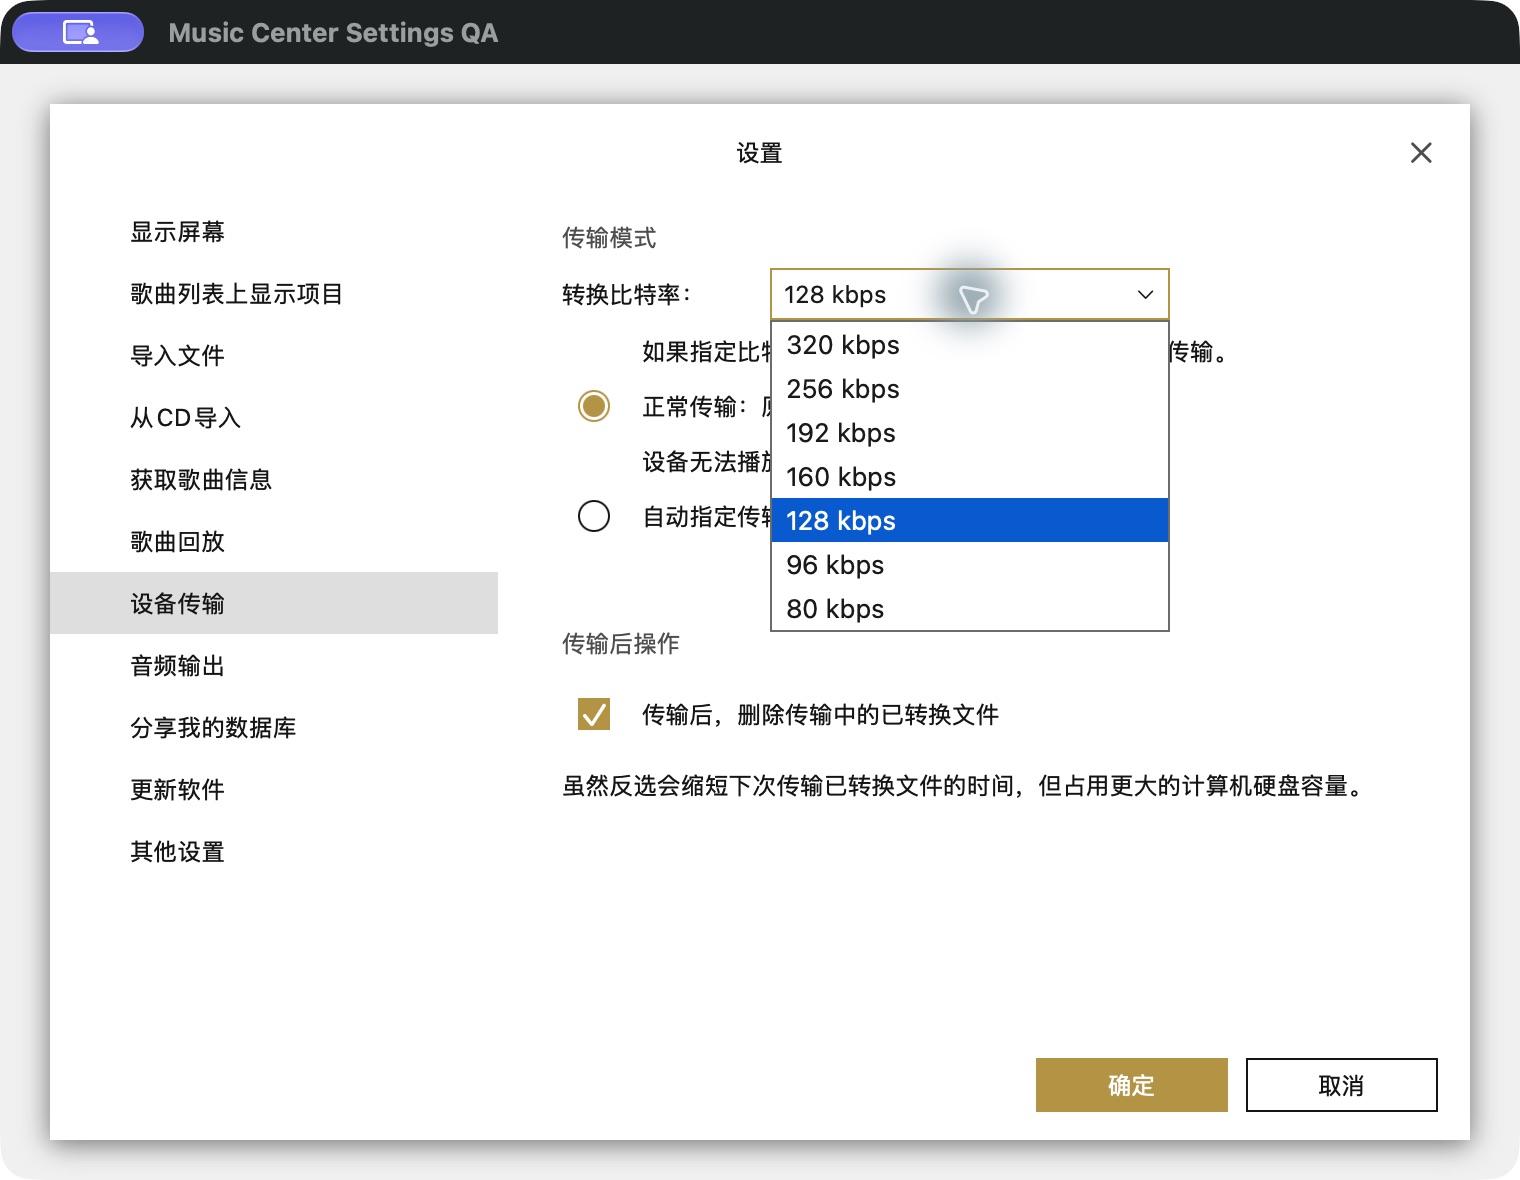 Music Center Settings QA
设置
显示屏幕
歌曲列表上显示项目
导入文件
从CD导入
获取歌曲信息
歌曲回放
设备传输
音频输出
分享我的数据库
更新软件
其他设置
传输模式
转换比特率：
128 kbps
320 kbps
256 kbps
192 kbps
160 kbps
128 kbps
96 kbps
80 kbps
如果指定比
传输。
正常传输：
设备无法播
自动指定传
传输后操作
传输后，删除传输中的已转换文件
虽然反选会缩短下次传输已转换文件的时间，但占用更大的计算机硬盘容量。
确定
取消